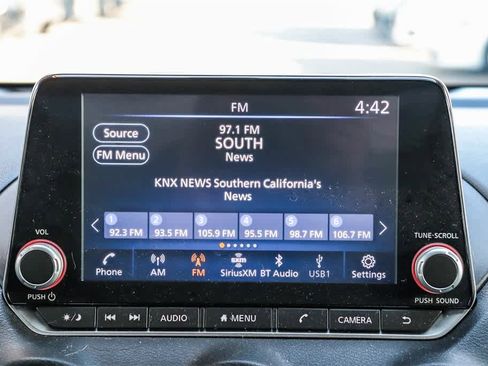 FM 4:42
Source
97.1 FM
SOUTH
FM Menu
News
KNX NEWS Southern California's
News
1 2 3 4 5 6
92.3 FM 93.5 FM 105.9 FM 95.5 FM 98.7 FM 106.7 FM
VOL
TUNE-SCROLL
Phone AM FM SiriusXM BT Audio USB1 Settings
PUSH
PUSH SOUND
AUDIO MENU CAMERA